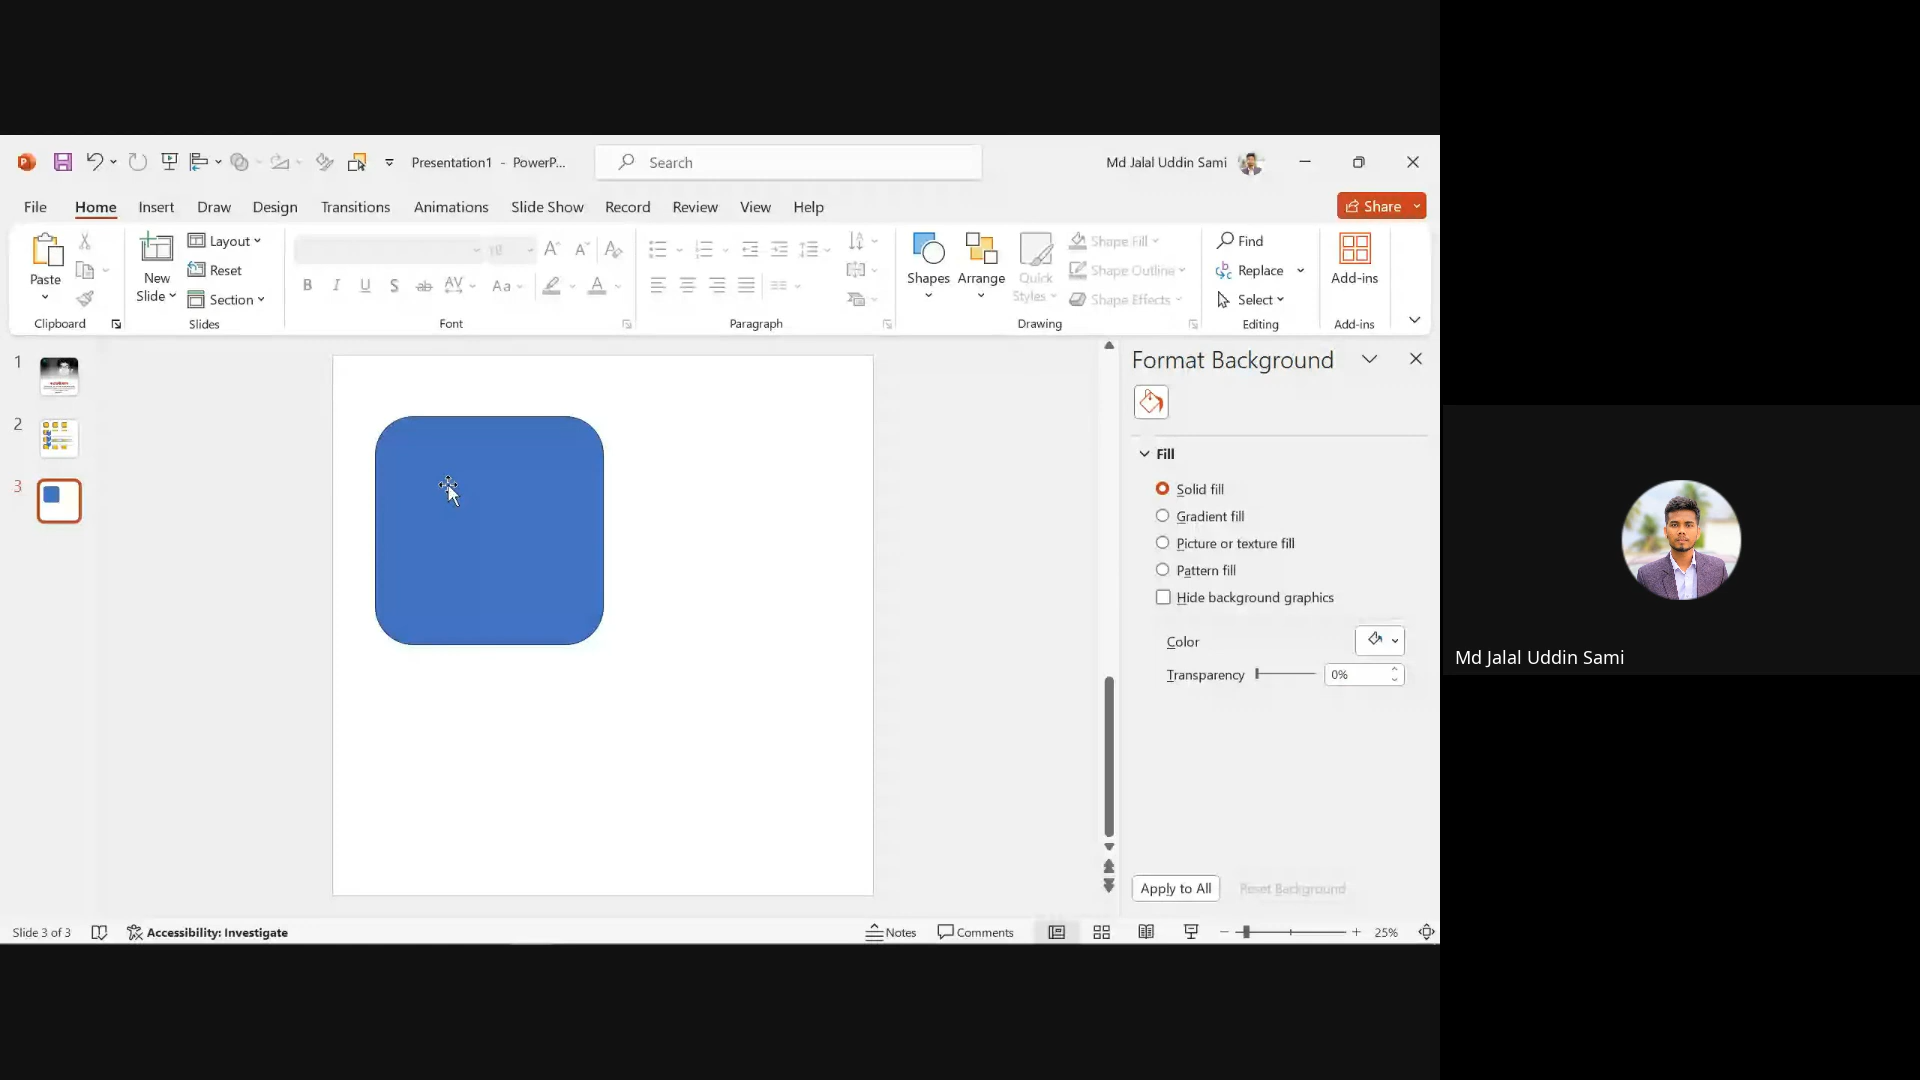 Presentation1 - PowerP...
Search
Md Jalal Uddin Sami
File Home Insert Draw Design Transitions Animations Slide Show Record Review View Help
Share
Paste
New Slide
Layout
Reset
Section
18
B I U S ab AV Aa A
Shapes
Arrange
Quick Styles
Shape Fill
Shape Outline
Shape Effects
Find
Replace
Select
Add-ins
Clipboard
Slides
Font
Paragraph
Drawing
Editing
Add-ins
1
2
3
Format Background
Fill
Solid fill
Gradient fill
Picture or texture fill
Pattern fill
Hide background graphics
Color
Transparency
0%
Apply to All
Reset Background
Slide 3 of 3
Accessibility: Investigate
Notes
Comments
25%
Md Jalal Uddin Sami